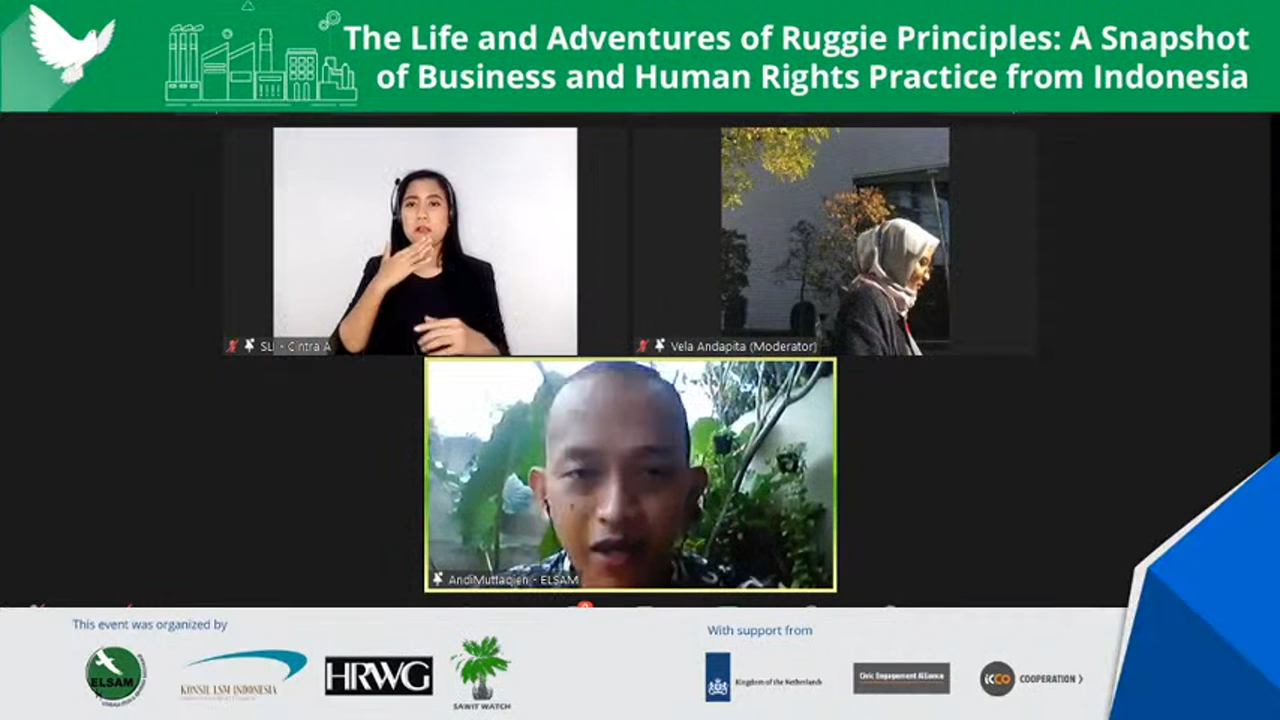 The Life and Adventures of Ruggie Principles: A Snapshot
of Business and Human Rights Practice from Indonesia
SLI - Cintra A
Vela Andapita (Moderator)
AndiMuttaqien - ELSAM
This event was organized by
With support from
ELSAM
KONSIL LSM INDONESIA
HRWG
SAWIT WATCH
Kingdom of the Netherlands
Civic Engagement Alliance
icco
COOPERATION